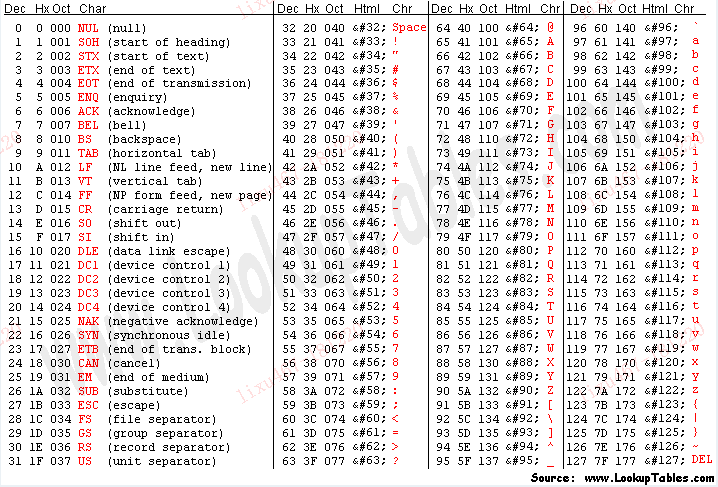 Dec Hx Oct Char Dec Hx Oct Html Chr Dec Hx Oct Html Chr Dec Hx Oct Html Chr
0 0 000 NUL (null) 32 20 040 &#32; Space 64 40 100 &#64; @ 96 60 140 &#96; `
1 1 001 SOH (start of heading) 33 21 041 &#33; ! 65 41 101 &#65; A 97 61 141 &#97; a
2 2 002 STX (start of text) 34 22 042 &#34; " 66 42 102 &#66; B 98 62 142 &#98; b
3 3 003 ETX (end of text) 35 23 043 &#35; # 67 43 103 &#67; C 99 63 143 &#99; c
4 4 004 EOT (end of transmission) 36 24 044 &#36; $ 68 44 104 &#68; D 100 64 144 &#100; d
5 5 005 ENQ (enquiry) 37 25 045 &#37; % 69 45 105 &#69; E 101 65 145 &#101; e
6 6 006 ACK (acknowledge) 38 26 046 &#38; & 70 46 106 &#70; F 102 66 146 &#102; f
7 7 007 BEL (bell) 39 27 047 &#39; ' 71 47 107 &#71; G 103 67 147 &#103; g
8 8 010 BS (backspace) 40 28 050 &#40; ( 72 48 110 &#72; H 104 68 150 &#104; h
9 9 011 TAB (horizontal tab) 41 29 051 &#41; ) 73 49 111 &#73; I 105 69 151 &#105; i
10 A 012 LF (NL line feed, new line) 42 2A 052 &#42; * 74 4A 112 &#74; J 106 6A 152 &#106; j
11 B 013 VT (vertical tab) 43 2B 053 &#43; + 75 4B 113 &#75; K 107 6B 153 &#107; k
12 C 014 FF (NP form feed, new page) 44 2C 054 &#44; , 76 4C 114 &#76; L 108 6C 154 &#108; l
13 D 015 CR (carriage return) 45 2D 055 &#45; - 77 4D 115 &#77; M 109 6D 155 &#109; m
14 E 016 SO (shift out) 46 2E 056 &#46; . 78 4E 116 &#78; N 110 6E 156 &#110; n
15 F 017 SI (shift in) 47 2F 057 &#47; / 79 4F 117 &#79; O 111 6F 157 &#111; o
16 10 020 DLE (data link escape) 48 30 060 &#48; 0 80 50 120 &#80; P 112 70 160 &#112; p
17 11 021 DC1 (device control 1) 49 31 061 &#49; 1 81 51 121 &#81; Q 113 71 161 &#113; q
18 12 022 DC2 (device control 2) 50 32 062 &#50; 2 82 52 122 &#82; R 114 72 162 &#114; r
19 13 023 DC3 (device control 3) 51 33 063 &#51; 3 83 53 123 &#83; S 115 73 163 &#115; s
20 14 024 DC4 (device control 4) 52 34 064 &#52; 4 84 54 124 &#84; T 116 74 164 &#116; t
21 15 025 NAK (negative acknowledge) 53 35 065 &#53; 5 85 55 125 &#85; U 117 75 165 &#117; u
22 16 026 SYN (synchronous idle) 54 36 066 &#54; 6 86 56 126 &#86; V 118 76 166 &#118; v
23 17 027 ETB (end of trans. block) 55 37 067 &#55; 7 87 57 127 &#87; W 119 77 167 &#119; w
24 18 030 CAN (cancel) 56 38 070 &#56; 8 88 58 130 &#88; X 120 78 170 &#120; x
25 19 031 EM (end of medium) 57 39 071 &#57; 9 89 59 131 &#89; Y 121 79 171 &#121; y
26 1A 032 SUB (substitute) 58 3A 072 &#58; : 90 5A 132 &#90; Z 122 7A 172 &#122; z
27 1B 033 ESC (escape) 59 3B 073 &#59; ; 91 5B 133 &#91; [ 123 7B 173 &#123; {
28 1C 034 FS (file separator) 60 3C 074 &#60; < 92 5C 134 &#92; \ 124 7C 174 &#124; |
29 1D 035 GS (group separator) 61 3D 075 &#61; = 93 5D 135 &#93; ] 125 7D 175 &#125; }
30 1E 036 RS (record separator) 62 3E 076 &#62; > 94 5E 136 &#94; ^ 126 7E 176 &#126; ~
31 1F 037 US (unit separator) 63 3F 077 &#63; ? 95 5F 137 &#95; _ 127 7F 177 &#127; DEL
Source: www.LookupTables.com